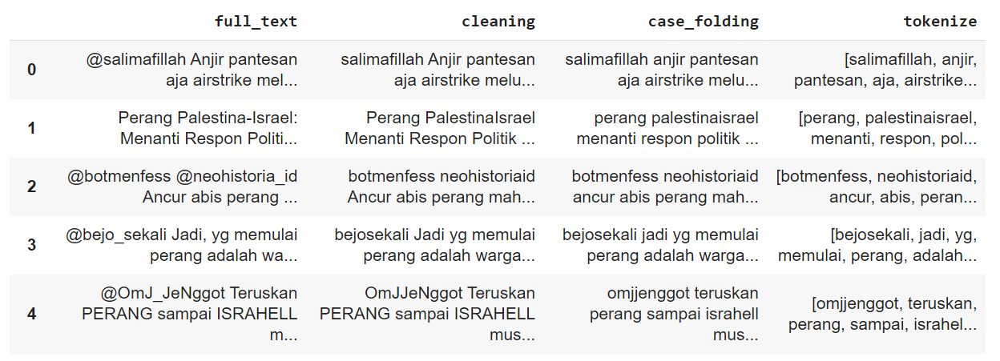 full_text cleaning case_folding tokenize
0 @salimafillah Anjir pantesan salimafillah Anjir pantesan salimafillah anjir pantesan [salimafillah, anjir,
aja airstrike mel... aja airstrike melu... aja airstrike melu... pantesan, aja, airstrike...
1 Perang Palestina-Israel: Perang PalestinaIsrael perang palestinaisrael [perang, palestinaisrael,
Menanti Respon Politi... Menanti Respon Politik ... menanti respon politik ... menanti, respon, pol...
2 @botmenfess @neohistoria_id botmenfess neohistoriaid botmenfess neohistoriaid [botmenfess, neohistoriaid,
Ancur abis perang ... Ancur abis perang mah... ancur abis perang mah... ancur, abis, peran...
3 @bejo_sekali Jadi, yg memulai bejosekali Jadi yg memulai bejosekali jadi yg memulai [bejosekali, jadi, yg,
perang adalah wa... perang adalah warga... perang adalah warga... memulai, perang, adalah...
4 @OmJ_JeNggot Teruskan OmJJeNggot Teruskan omjjenggot teruskan [omjjenggot, teruskan,
PERANG sampai ISRAHELL PERANG sampai ISRAHELL perang sampai israhell perang, sampai, israhel...
m... mus... mus...